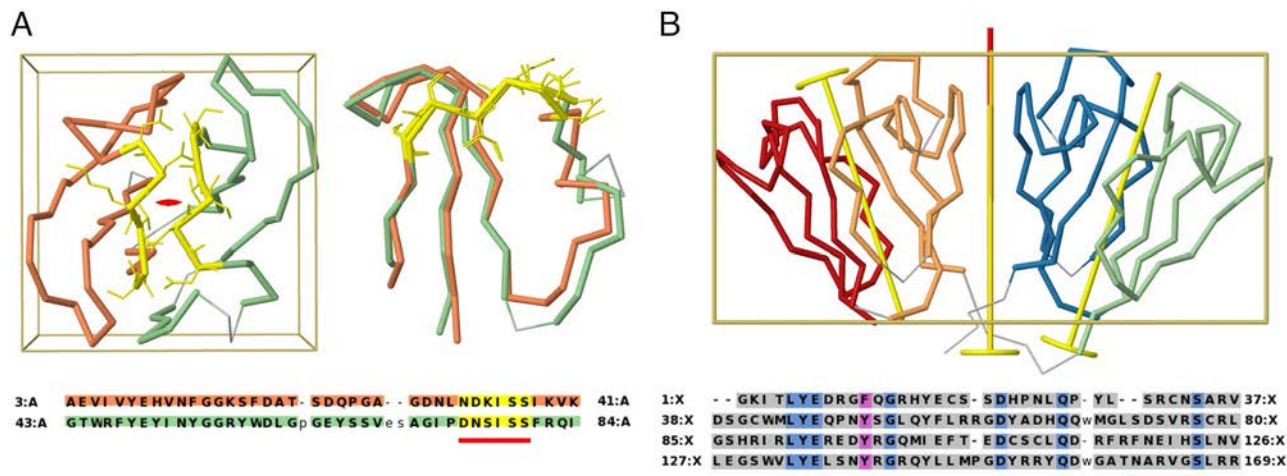 A
B
3:A AEVIVYEHVNFGGKSFDAT-SDQPGA--GDNLNDKISSIKVK 41:A
43:A GTWRFYEYINYGGRYWDLGpGEYSSVesAGIPDNSISSFRQI 84:A
1:X --GKITLYEDRGFQGRHYECS-SDHPNLQP-YL--SRCNSARV 37:X
38:X DSGCWMLYEQPNYSGLQYFLRRGDYADHQQwMGLSDSVRSCRL 80:X
85:X GSHRIRLYEREDYRGQMIEFT-EDCSCLQD-RFRFNEIHSLNV 126:X
127:X LEGSWVLYELSNYRGRQYLLMPGDYRRYQDwGATNARVGSLRR 169:X